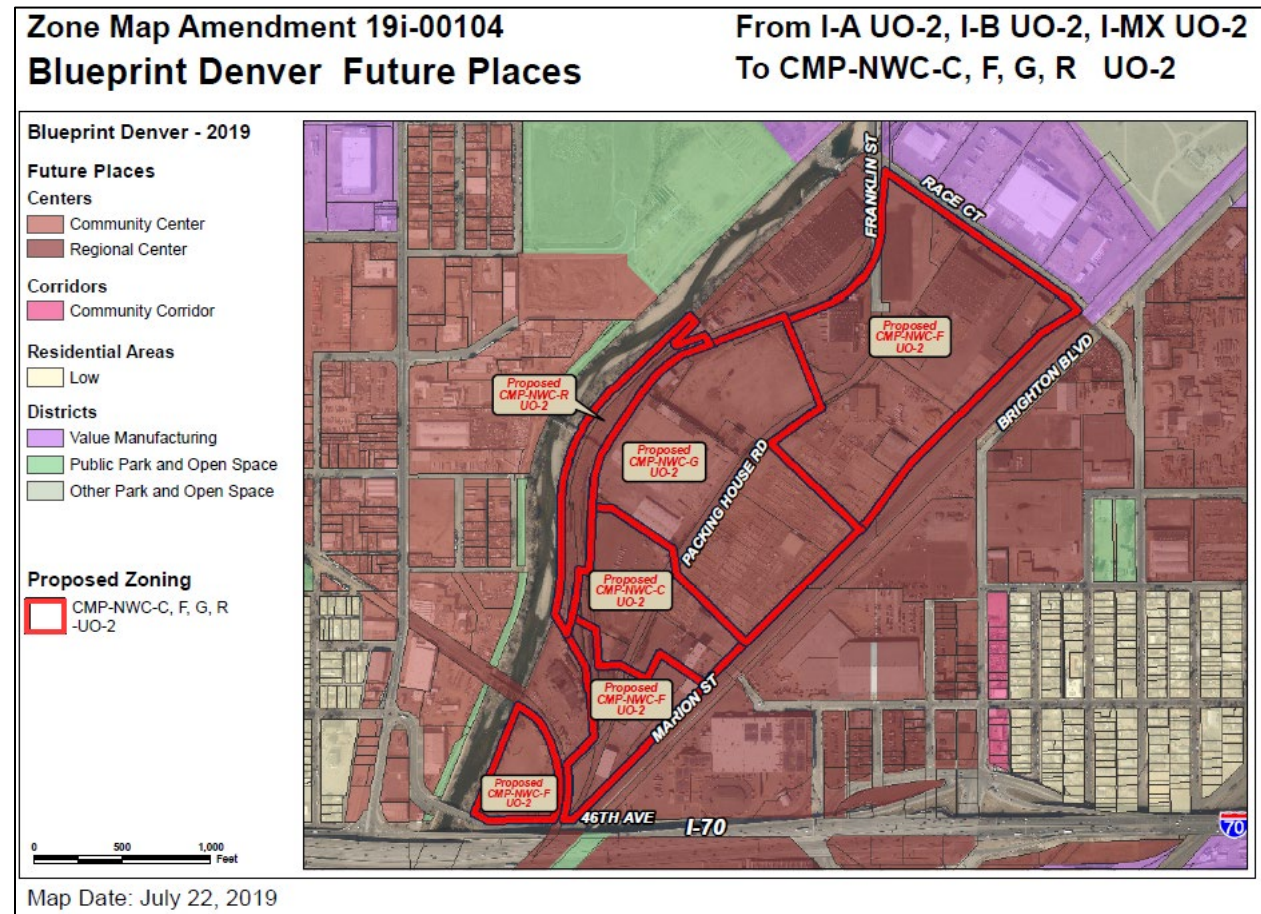 Zone Map Amendment 19i-00104
From I-A UO-2, I-B UO-2, I-MX UO-2
Blueprint Denver Future Places
To CMP-NWC-C, F, G, R UO-2
Blueprint Denver - 2019
Future Places
Centers
Community Center
Regional Center
Corridors
Community Corridor
Residential Areas
Low
Districts
Value Manufacturing
Public Park and Open Space
Other Park and Open Space
Proposed Zoning
CMP-NWC-C, F, G, R
-UO-2
0 500 1,000
Feet
FRANKLIN ST
RACE CT
Proposed
CMP-NWC-F
UO-2
BRIGHTON BLVD
Proposed
CMP-NWC-R
UO-2
Proposed
CMP-NWC-G
UO-2
PACKING HOUSE RD
Proposed
CMP-NWC-C
UO-2
Proposed
CMP-NWC-F
UO-2
MARION ST
Proposed
CMP-NWC-F
UO-2
46TH AVE
I-70
70
Map Date: July 22, 2019